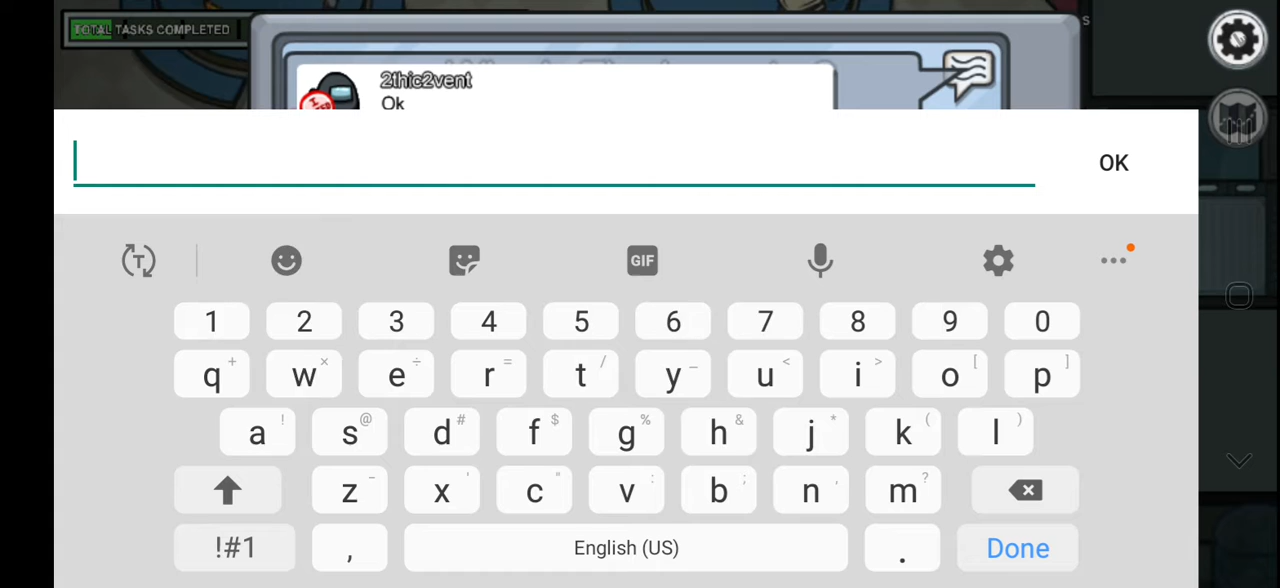 TOTAL TASKS COMPLETED
S
2thic2vent
Ok
OK
T
GIF
1 2 3 4 5 6 7 8 9 0
q + w × e ÷ r = t / y _ u < i > o [ p ]
a ! s @ d # f $ g % h & j * k ( l )
z - x ' c " v : b ; n , m ?
!#1 , English (US) . Done